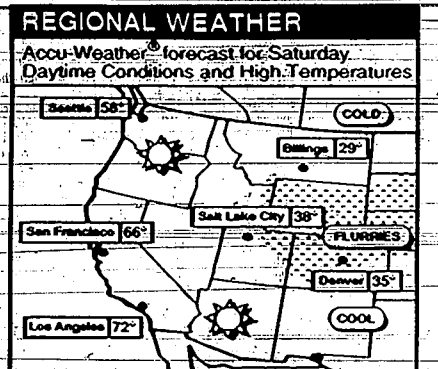 REGIONAL WEATHER
Accu-Weather® forecast for Saturday
Daytime Conditions and High Temperatures
Seattle 58°
COLD
Billings 29°
Salt Lake City 38°
San Francisco 66°
FLURRIES
Denver 35°
Los Angeles 72°
COOL